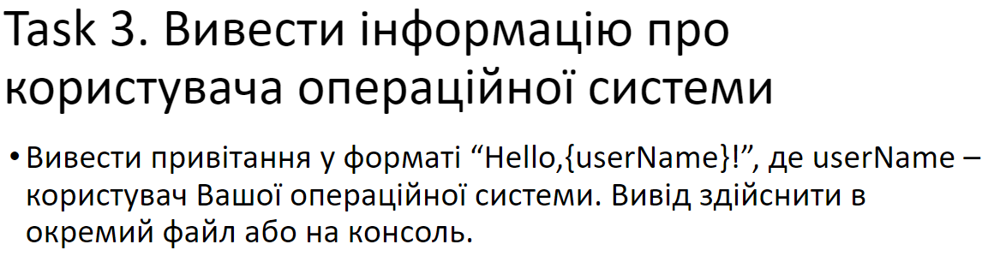 Task 3. Вивести інформацію про
користувача операційної системи
• Вивести привітання у форматі “Hello,{userName}!”, де userName –
користувач Вашої операційної системи. Вивід здійснити в
окремий файл або на консоль.